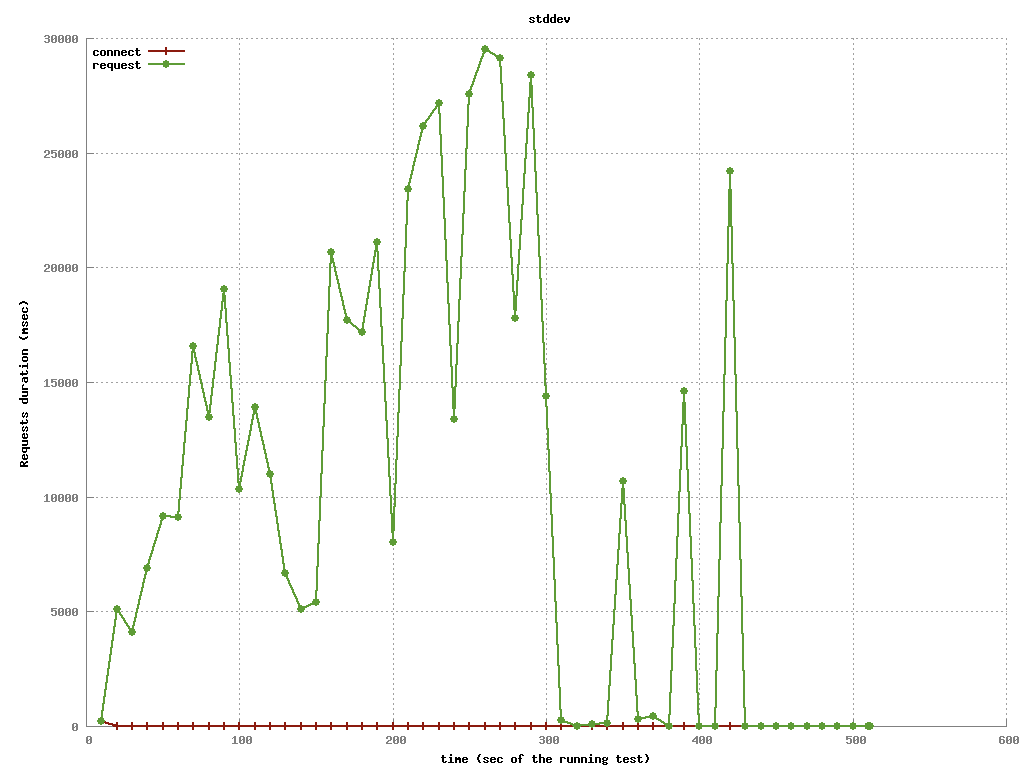 stddev
connect
request
30000
25000
20000
15000
10000
5000
0
Requests duration (msec)
0 100 200 300 400 500 600
time (sec of the running test)